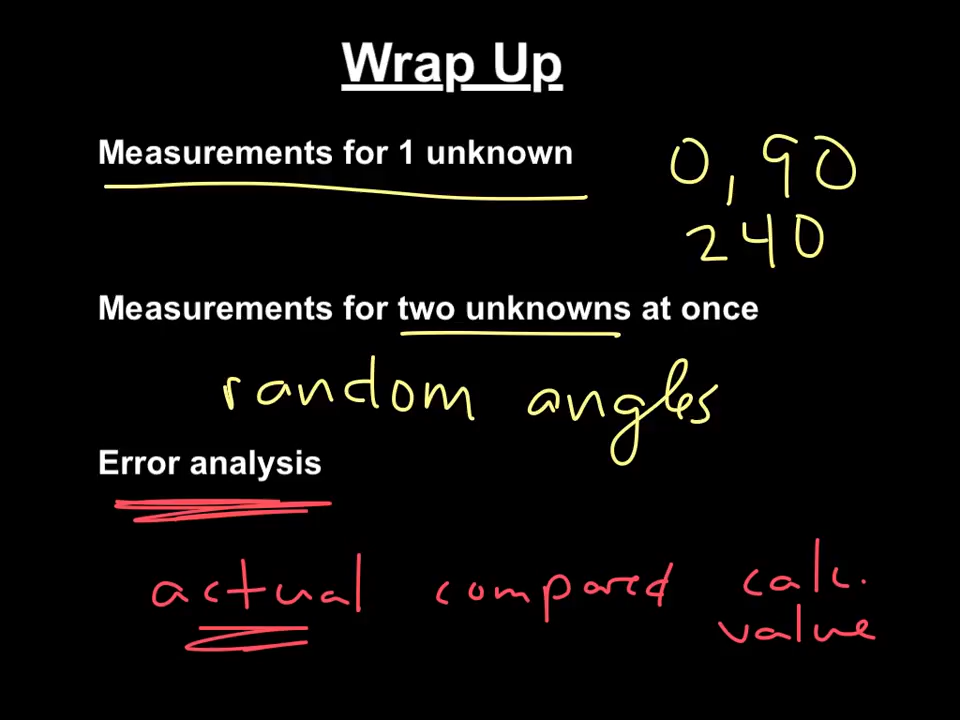 Wrap Up
Measurements for 1 unknown
0, 90
240
Measurements for two unknowns at once
random angles
Error analysis
actual compared calc.
value